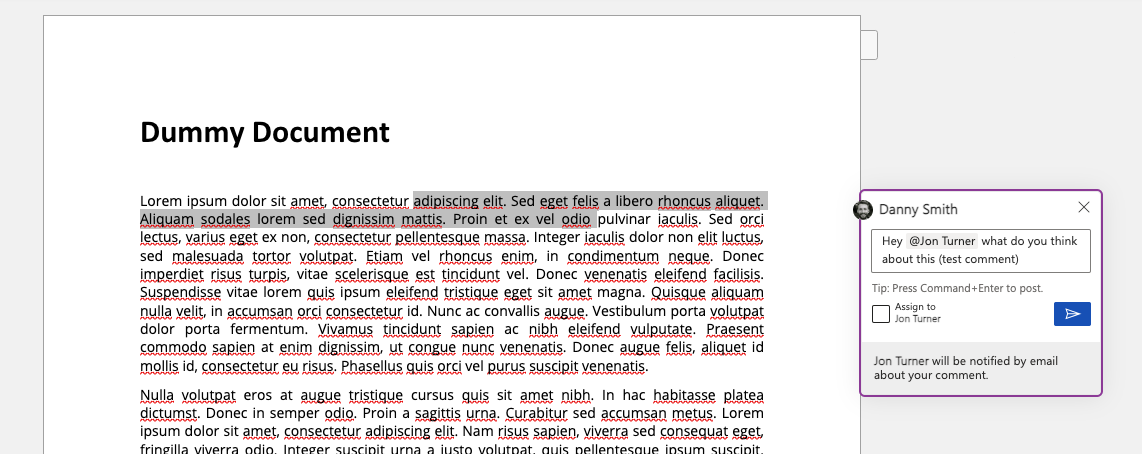 Dummy Document
Lorem ipsum dolor sit amet, consectetur adipiscing elit. Sed eget felis a libero rhoncus aliquet.
Aliquam sodales lorem sed dignissim mattis. Proin et ex vel odio pulvinar iaculis. Sed orci
lectus, varius eget ex non, consectetur pellentesque massa. Integer iaculis dolor non elit luctus,
sed malesuada tortor volutpat. Etiam vel rhoncus enim, in condimentum neque. Donec
imperdiet risus turpis, vitae scelerisque est tincidunt vel. Donec venenatis eleifend facilisis.
Suspendisse vitae lorem quis ipsum eleifend tristique eget sit amet magna. Quisque aliquam
nulla velit, in accumsan orci consectetur id. Nunc ac convallis augue. Vestibulum porta volutpat
dolor porta fermentum. Vivamus tincidunt sapien ac nibh eleifend vulputate. Praesent
commodo sapien at enim dignissim, ut congue nunc venenatis. Donec augue felis, aliquet id
mollis id, consectetur eu risus. Phasellus quis orci vel purus suscipit venenatis.
Nulla volutpat eros at augue tristique cursus quis sit amet nibh. In hac habitasse platea
dictumst. Donec in semper odio. Proin a sagittis urna. Curabitur sed accumsan metus. Lorem
ipsum dolor sit amet, consectetur adipiscing elit. Nam risus sapien, viverra sed consequat eget,
fringilla viverra odio. Integer suscipit urna a justo volutpat, quis pellentesque ipsum suscipit.
Danny Smith
Hey @Jon Turner what do you think
about this (test comment)
Tip: Press Command+Enter to post.
Assign to
Jon Turner
Jon Turner will be notified by email
about your comment.